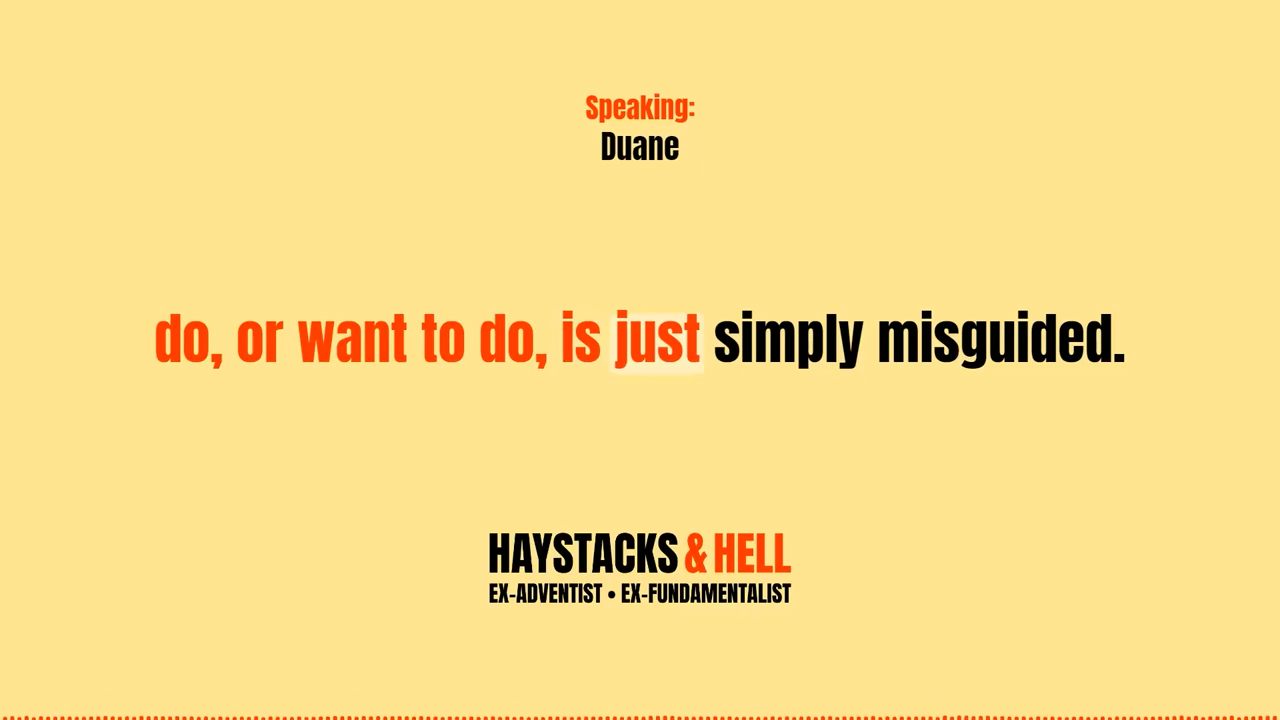 Speaking:
Duane
do, or want to do, is just simply misguided.
HAYSTACKS & HELL
EX-ADVENTIST • EX-FUNDAMENTALIST